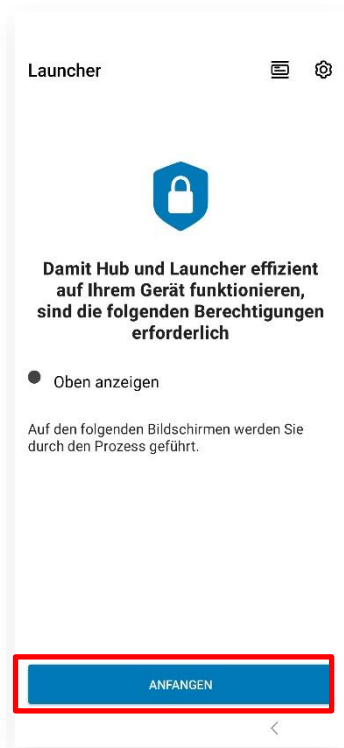 Launcher
Damit Hub und Launcher effizient
auf Ihrem Gerät funktionieren,
sind die folgenden Berechtigungen
erforderlich
Oben anzeigen
Auf den folgenden Bildschirmen werden Sie
durch den Prozess geführt.
ANFANGEN